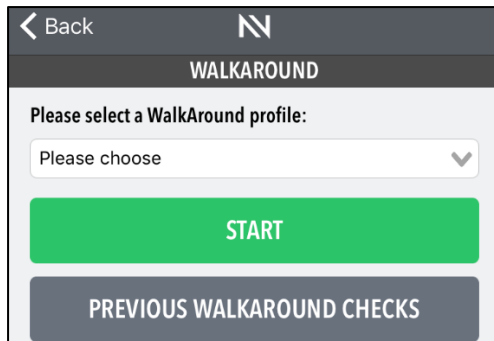 Back
WALKAROUND
Please select a WalkAround profile:
Please choose
START
PREVIOUS WALKAROUND CHECKS